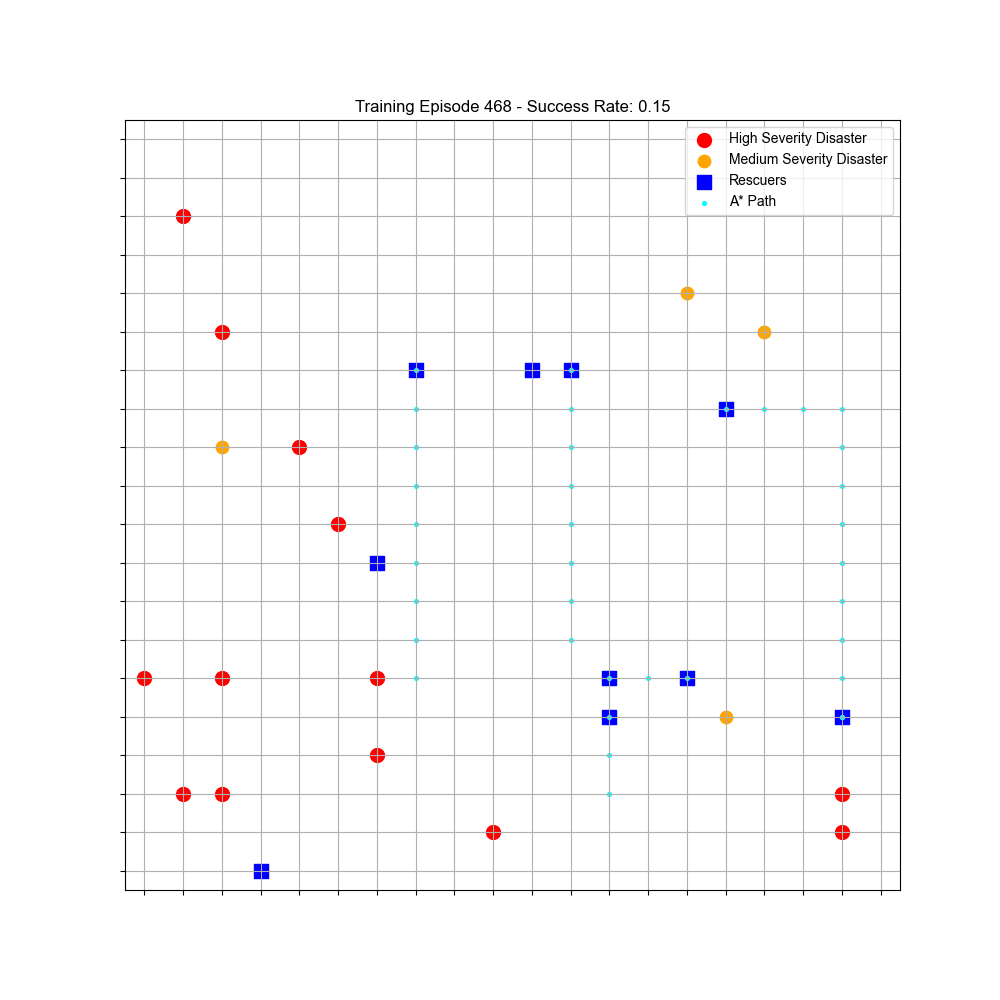 Training Episode 468 - Success Rate: 0.15
High Severity Disaster
Medium Severity Disaster
Rescuers
A* Path